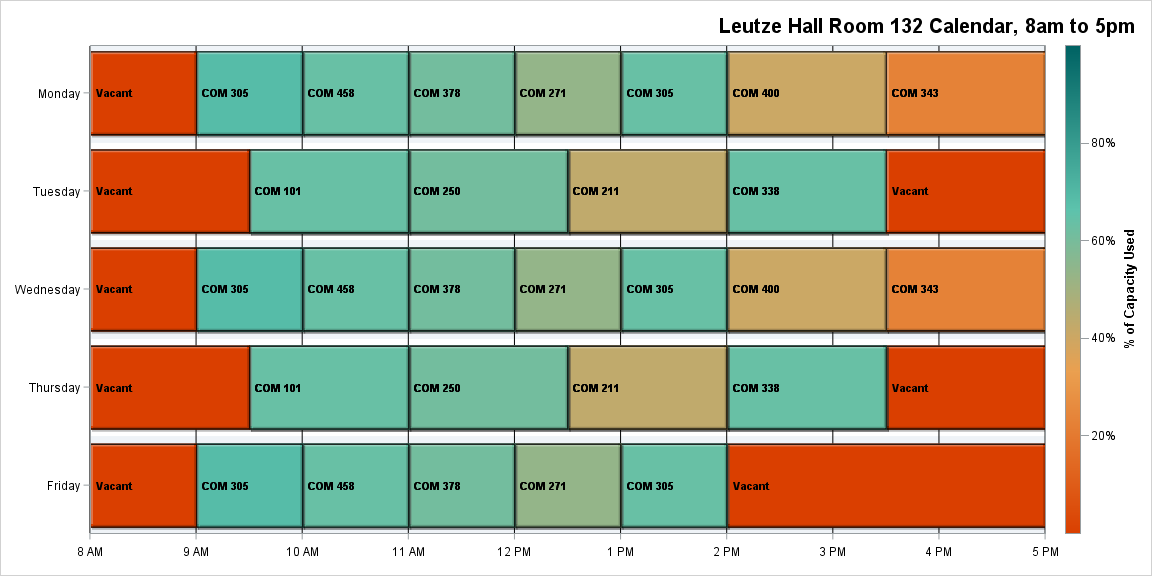 Leutze Hall Room 132 Calendar, 8am to 5pm
Monday
Vacant
COM 305
COM 458
COM 378
COM 271
COM 305
COM 400
COM 343
Tuesday
Vacant
COM 101
COM 250
COM 211
COM 338
Vacant
Wednesday
Vacant
COM 305
COM 458
COM 378
COM 271
COM 305
COM 400
COM 343
Thursday
Vacant
COM 101
COM 250
COM 211
COM 338
Vacant
Friday
Vacant
COM 305
COM 458
COM 378
COM 271
COM 305
Vacant
8 AM
9 AM
10 AM
11 AM
12 PM
1 PM
2 PM
3 PM
4 PM
5 PM
80%
60%
40%
20%
% of Capacity Used